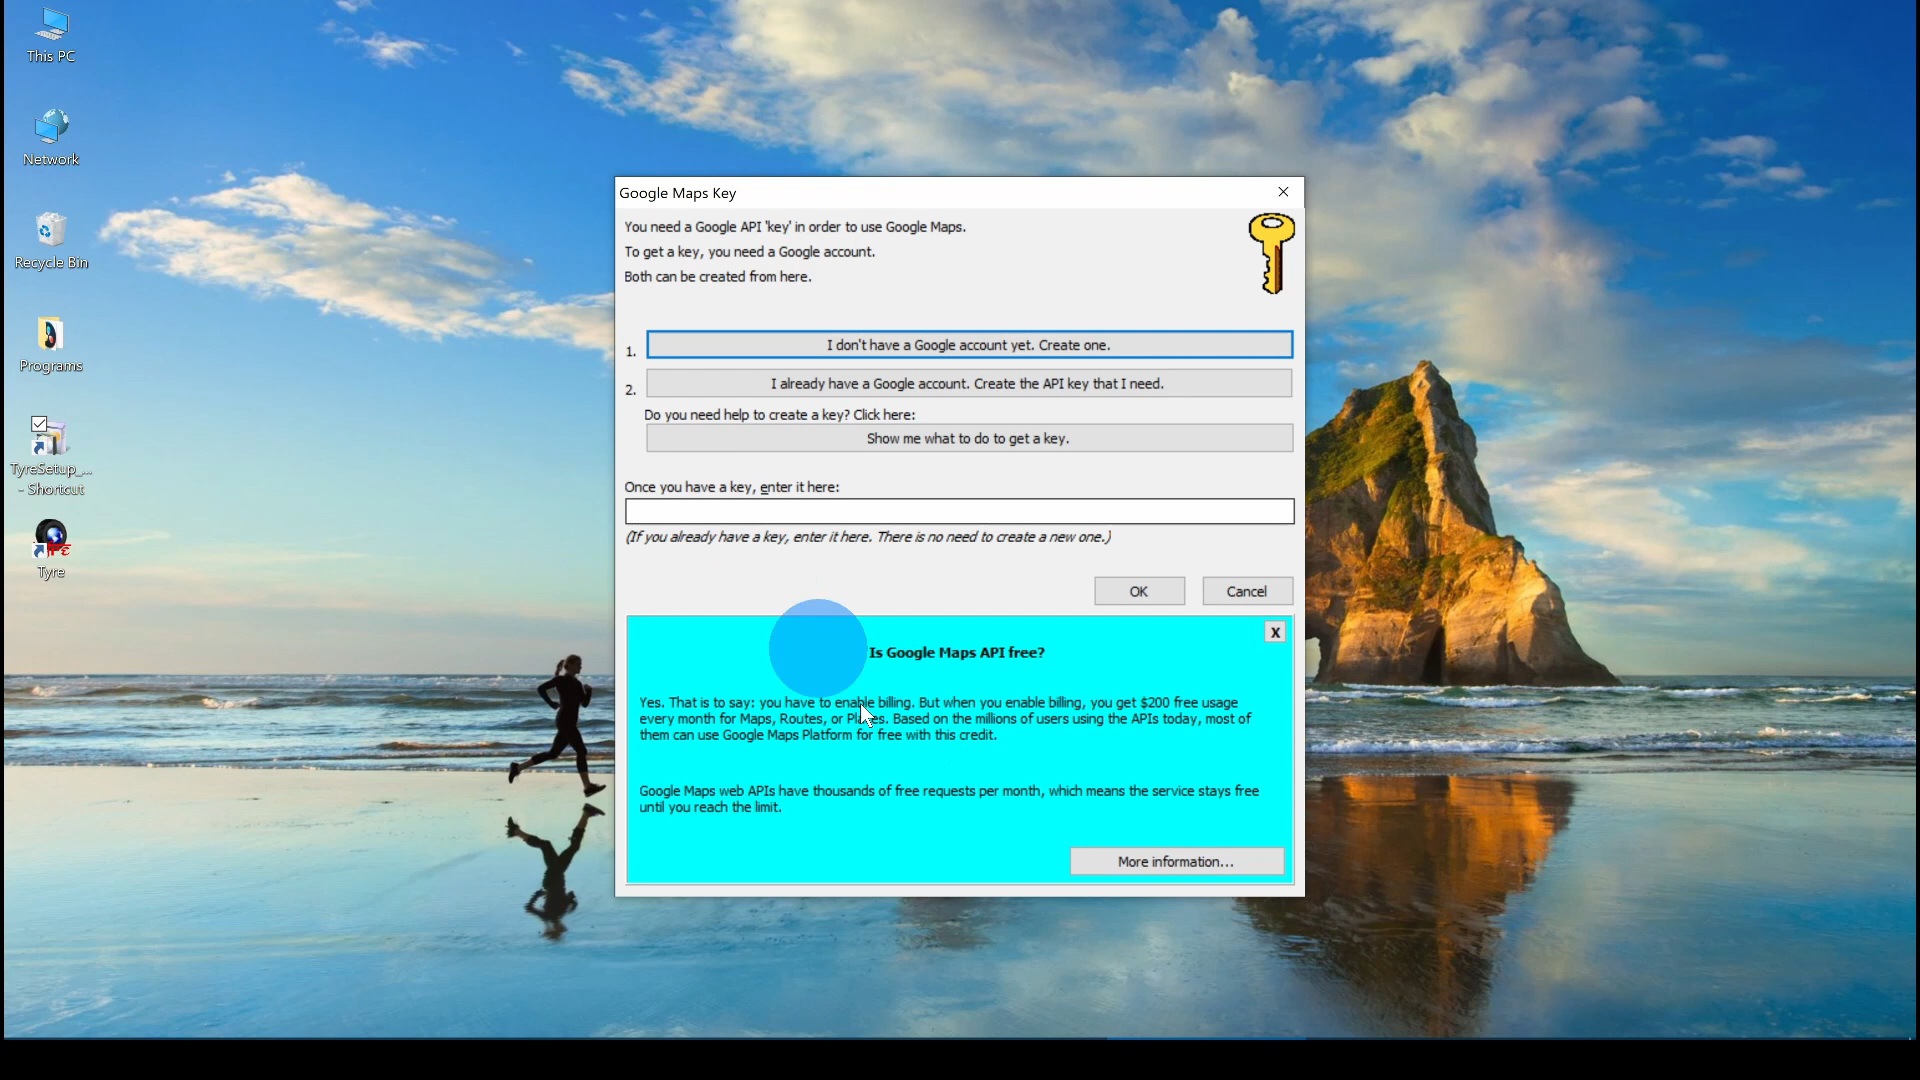 This PC
Network
Recycle Bin
Programs
TyreSetup_...
- Shortcut
Tyre
Google Maps Key
You need a Google API 'key' in order to use Google Maps.
To get a key, you need a Google account.
Both can be created from here.
1. I don't have a Google account yet. Create one.
2. I already have a Google account. Create the API key that I need.
Do you need help to create a key? Click here:
Show me what to do to get a key.
Once you have a key, enter it here:
(If you already have a key, enter it here. There is no need to create a new one.)
OK Cancel
X
Is Google Maps API free?
Yes. That is to say: you have to enable billing. But when you enable billing, you get $200 free usage
every month for Maps, Routes, or Places. Based on the millions of users using the APIs today, most of
them can use Google Maps Platform for free with this credit.
Google Maps web APIs have thousands of free requests per month, which means the service stays free
until you reach the limit.
More information...